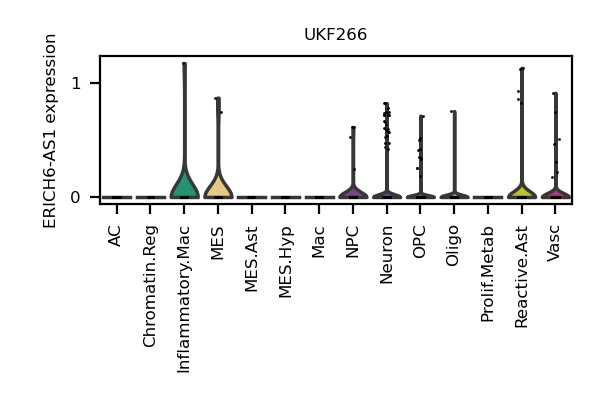 UKF266
ERICH6-AS1 expression
1
0
AC
Chromatin.Reg
Inflammatory.Mac
MES
MES.Ast
MES.Hyp
Mac
NPC
Neuron
OPC
Oligo
Prolif.Metab
Reactive.Ast
Vasc